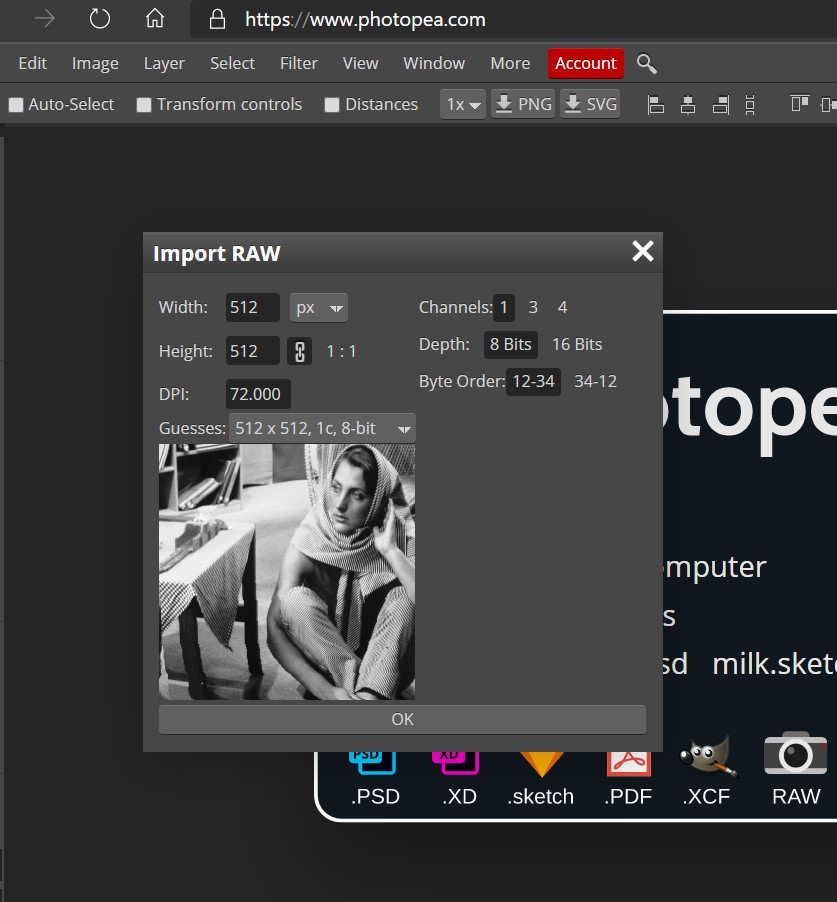 https://www.photopea.com
Edit Image Layer Select Filter View Window More Account
Auto-Select Transform controls Distances 1x PNG SVG
Import RAW
Width: 512 px Channels: 1 3 4
Height: 512 1 : 1 Depth: 8 Bits 16 Bits
DPI: 72.000 Byte Order: 12-34 34-12
Guesses: 512 x 512, 1c, 8-bit
OK
otope
omputer
s
sd milk.sket
PSD XD
.PSD .XD .sketch .PDF .XCF RAW